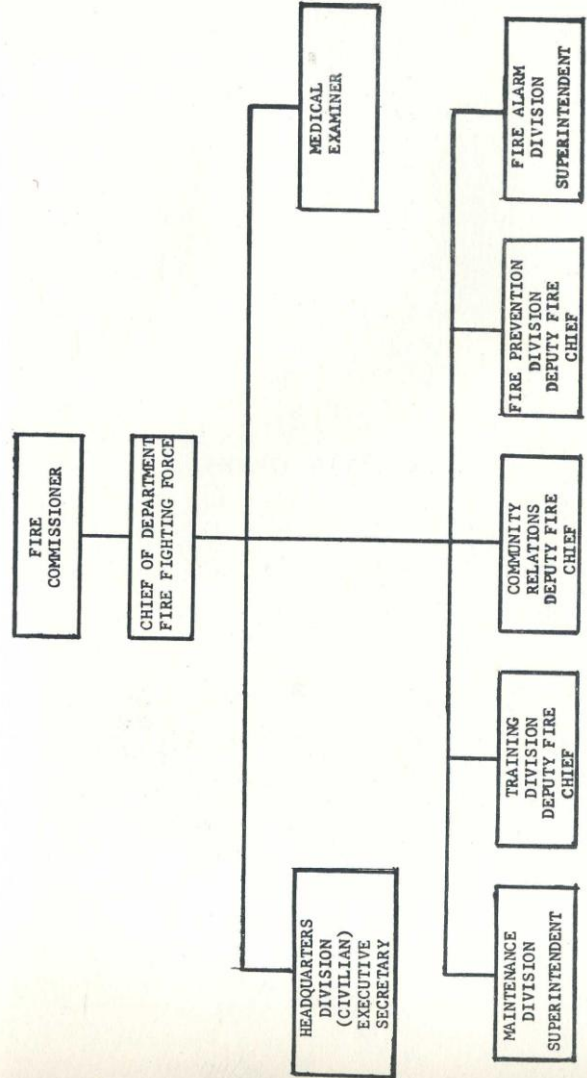 FIRE
COMMISSIONER
CHIEF OF DEPARTMENT
FIRE FIGHTING FORCE
HEADQUARTERS
DIVISION
(CIVILIAN)
EXECUTIVE
SECRETARY
MEDICAL
EXAMINER
MAINTENANCE
DIVISION
SUPERINTENDENT
TRAINING
DIVISION
DEPUTY FIRE
CHIEF
COMMUNITY
RELATIONS
DEPUTY FIRE
CHIEF
FIRE PREVENTION
DIVISION
DEPUTY FIRE
CHIEF
FIRE ALARM
DIVISION
SUPERINTENDENT